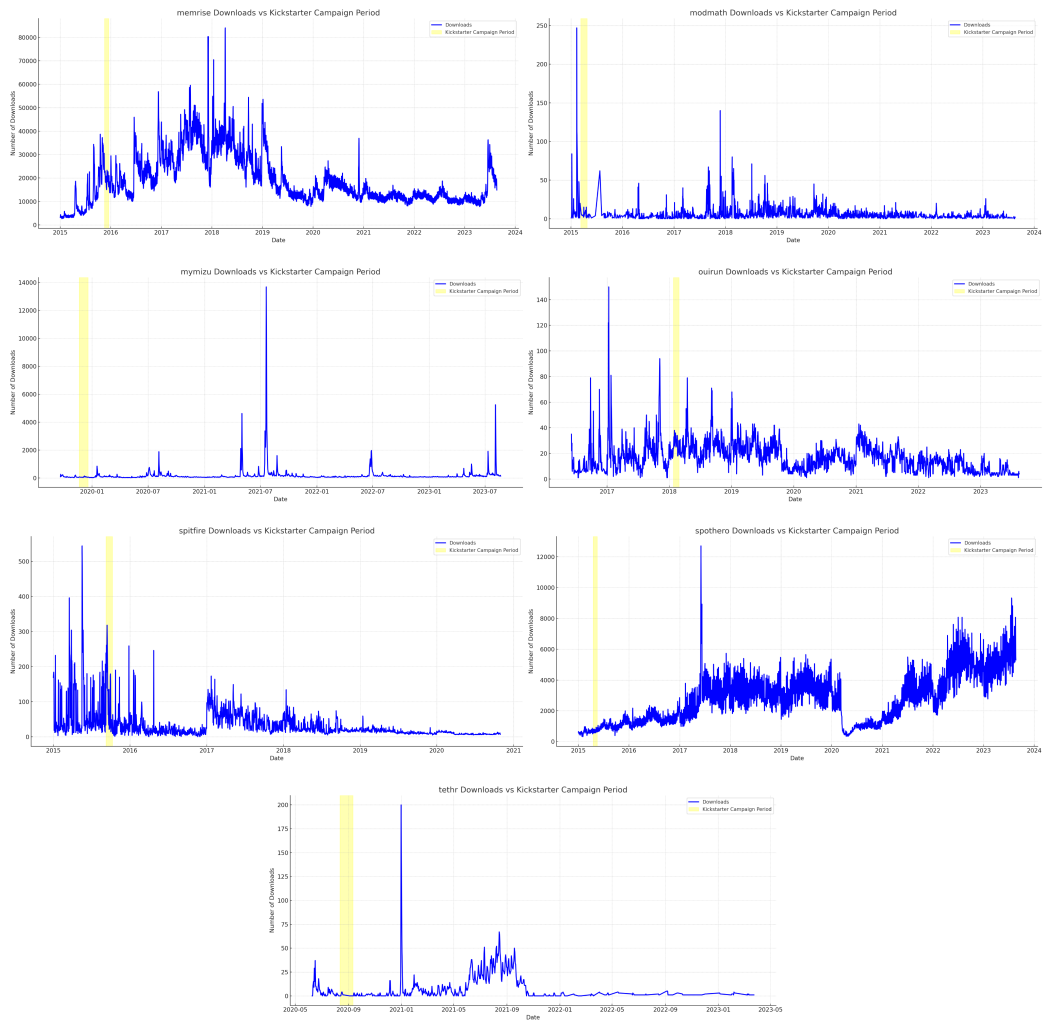 memrise Downloads vs Kickstarter Campaign Period
Downloads
Kickstarter Campaign Period
Number of Downloads
80000
70000
60000
50000
40000
30000
20000
10000
0
2015 2016 2017 2018 2019 2020 2021 2022 2023 2024
Date
modmath Downloads vs Kickstarter Campaign Period
Downloads
Kickstarter Campaign Period
Number of Downloads
250
200
150
100
50
0
2015 2016 2017 2018 2019 2020 2021 2022 2023 2024
Date
mymizu Downloads vs Kickstarter Campaign Period
Downloads
Kickstarter Campaign Period
Number of Downloads
14000
12000
10000
8000
6000
4000
2000
0
2020-01 2020-07 2021-01 2021-07 2022-01 2022-07 2023-01 2023-07
Date
ouirun Downloads vs Kickstarter Campaign Period
Downloads
Kickstarter Campaign Period
Number of Downloads
140
120
100
80
60
40
20
0
2017 2018 2019 2020 2021 2022 2023
Date
spitfire Downloads vs Kickstarter Campaign Period
Downloads
Kickstarter Campaign Period
Number of Downloads
500
400
300
200
100
0
2015 2016 2017 2018 2019 2020 2021
Date
spothero Downloads vs Kickstarter Campaign Period
Downloads
Kickstarter Campaign Period
Number of Downloads
12000
10000
8000
6000
4000
2000
0
2015 2016 2017 2018 2019 2020 2021 2022 2023 2024
Date
tethr Downloads vs Kickstarter Campaign Period
Downloads
Kickstarter Campaign Period
Number of Downloads
200
175
150
125
100
75
50
25
0
2020-05 2020-09 2021-01 2021-05 2021-09 2022-01 2022-05 2022-09 2023-01 2023-05
Date